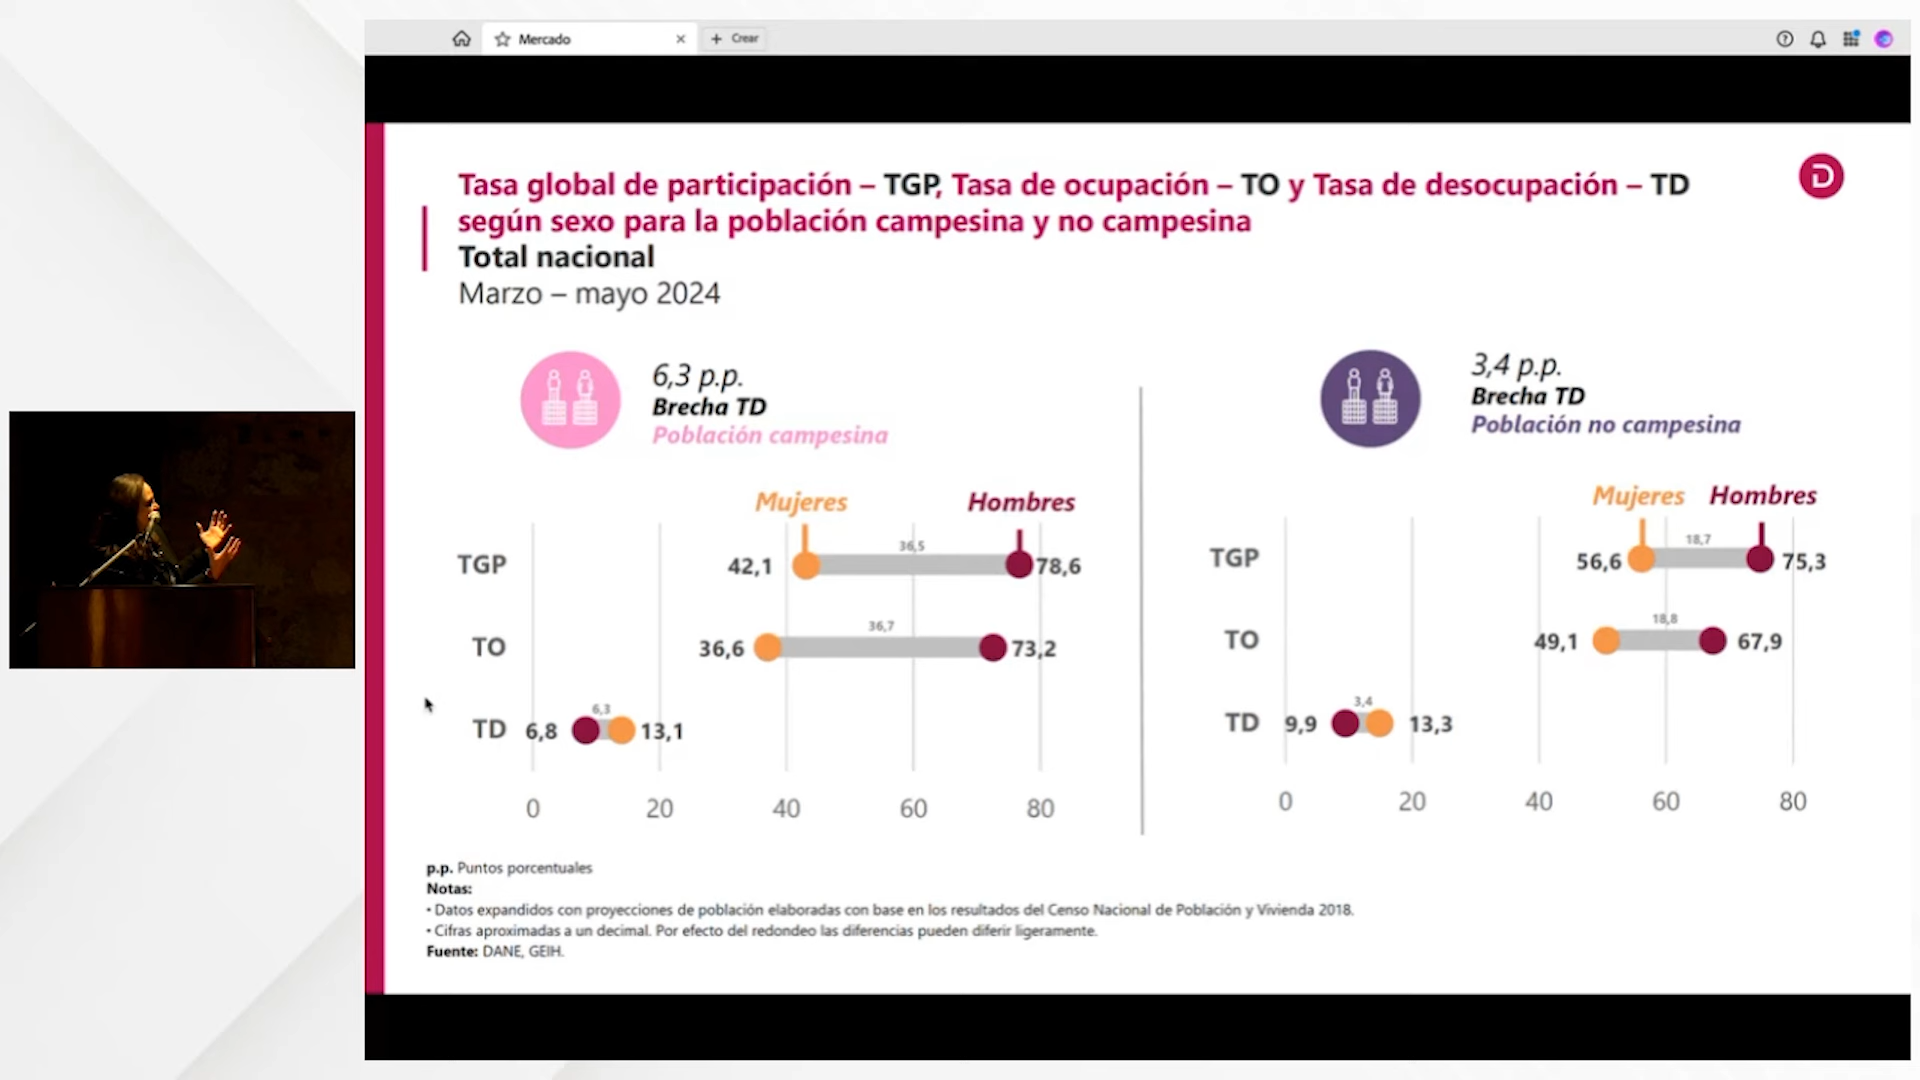 Mercado
Crear
Tasa global de participación – TGP, Tasa de ocupación – TO y Tasa de desocupación – TD
según sexo para la población campesina y no campesina
Total nacional
Marzo – mayo 2024
6,3 p.p.
Brecha TD
Población campesina
Mujeres
Hombres
TGP
42,1
36,5
78,6
TO
36,6
36,7
73,2
TD
6,8
6,3
13,1
0
20
40
60
80
3,4 p.p.
Brecha TD
Población no campesina
Mujeres
Hombres
TGP
56,6
18,7
75,3
TO
49,1
18,8
67,9
TD
9,9
3,4
13,3
0
20
40
60
80
p.p. Puntos porcentuales
Notas:
• Datos expandidos con proyecciones de población elaboradas con base en los resultados del Censo Nacional de Población y Vivienda 2018.
• Cifras aproximadas a un decimal. Por efecto del redondeo las diferencias pueden diferir ligeramente.
Fuente: DANE, GEIH.